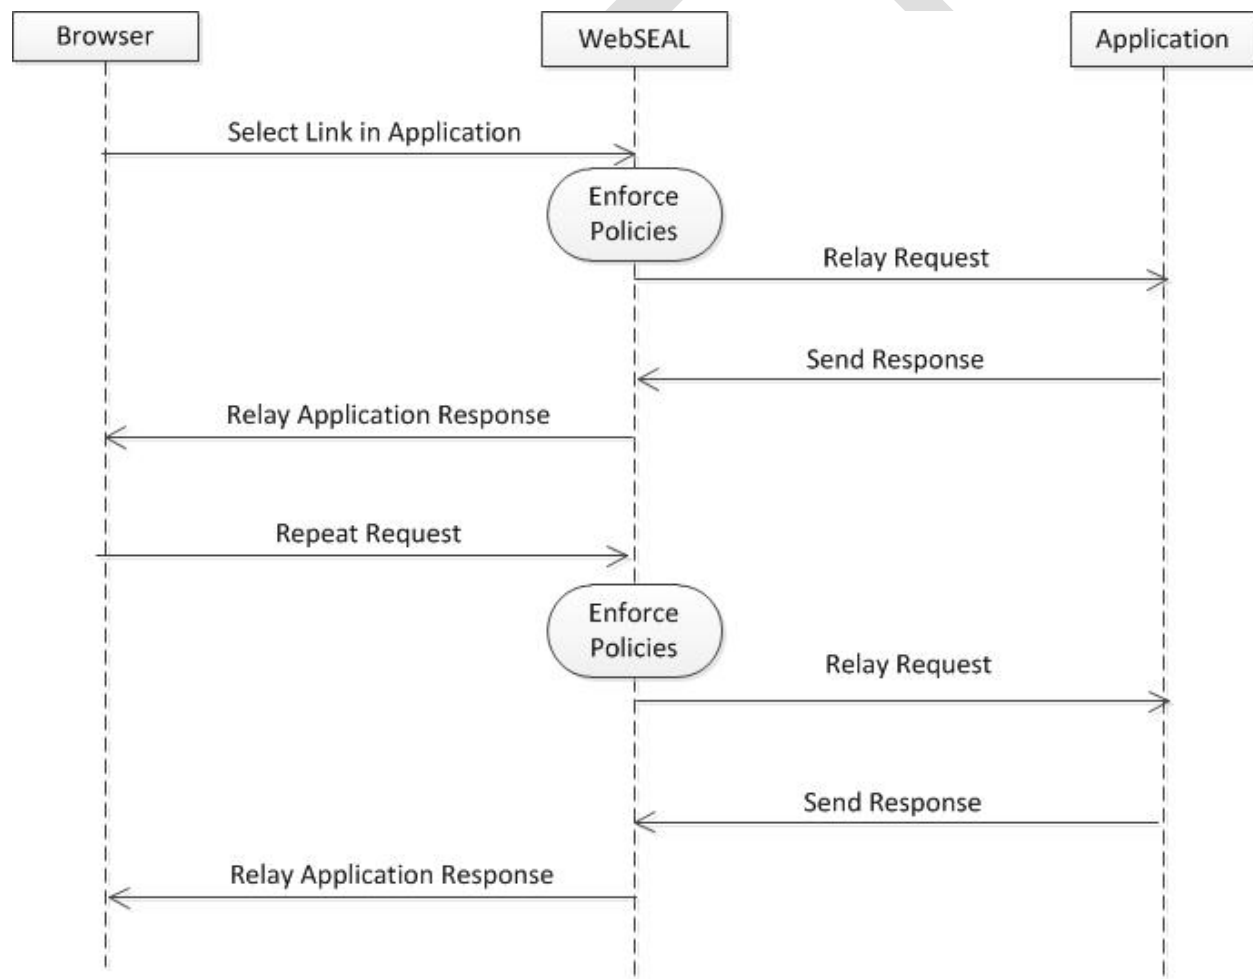 Browser
WebSEAL
Application
Select Link in Application
Enforce
Policies
Relay Request
Send Response
Relay Application Response
Repeat Request
Enforce
Policies
Relay Request
Send Response
Relay Application Response